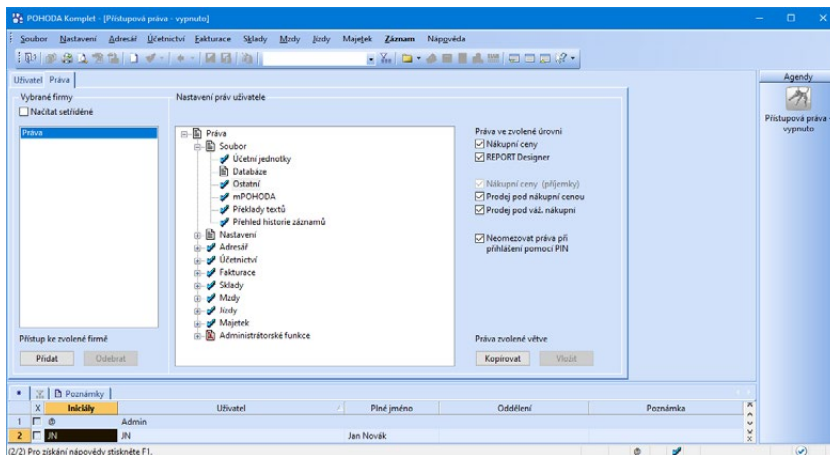 POHODA Komplet - [Přístupová práva - vypnuto]
Soubor Nastavení Adresář Účetnictví Fakturace Sklady Mzdy Jízdy Majetek Záznam Nápověda
Uživatel Práva
Agendy
Přístupová práva - vypnuto
Vybrané firmy
Načítat setříděné
Práva
Přístup ke zvolené firmě
Přidat Odebrat
Nastavení práv uživatele
Práva
Soubor
Účetní jednotky
Databáze
Ostatní
mPOHODA
Překlady textů
Přehled historie záznamů
Nastavení
Adresář
Účetnictví
Fakturace
Sklady
Mzdy
Jízdy
Majetek
Administrátorské funkce
Práva ve zvolené úrovni
Nákupní ceny
REPORT Designer
Nákupní ceny (příjemky)
Prodej pod nákupní cenou
Prodej pod váž. nákupní
Neomezovat práva při
přihlášení pomocí PIN
Práva zvolené větve
Kopírovat Vložit
Poznámky
X Iniciály Uživatel Plné jméno Oddělení Poznámka
1 @ Admin
2 JN JN Jan Novák
(2/2) Pro získání nápovědy stiskněte F1. @